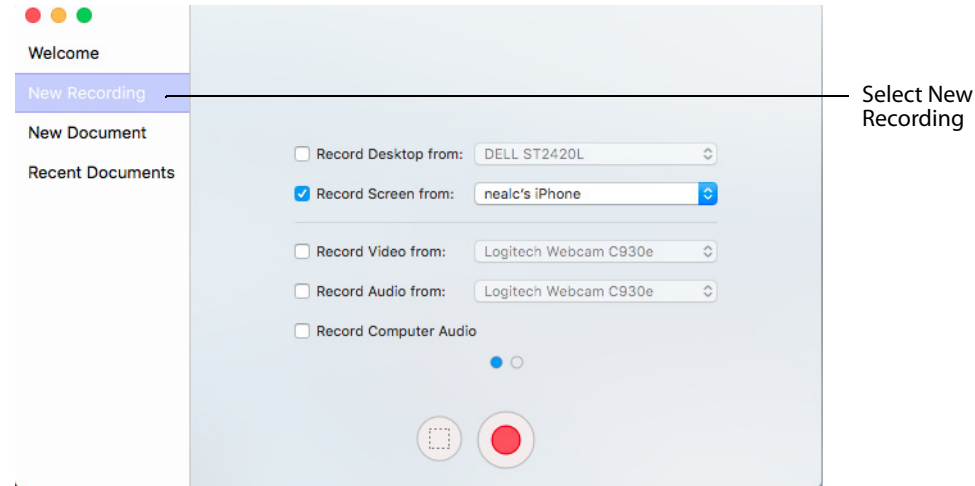 Welcome
New Recording
New Document
Recent Documents
Record Desktop from: DELL ST2420L
Record Screen from: nealc's iPhone
Record Video from: Logitech Webcam C930e
Record Audio from: Logitech Webcam C930e
Record Computer Audio
Select New
Recording